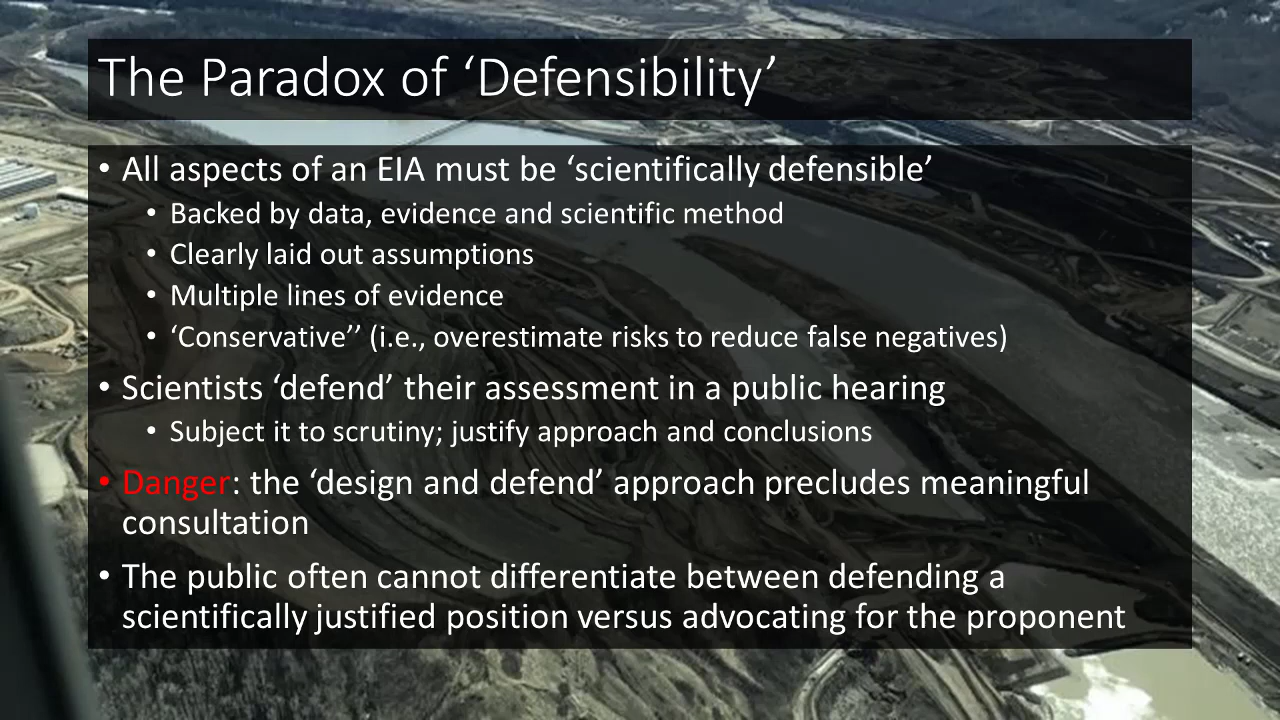 The Paradox of ‘Defensibility’
• All aspects of an EIA must be ‘scientifically defensible’
• Backed by data, evidence and scientific method
• Clearly laid out assumptions
• Multiple lines of evidence
• ‘Conservative’’ (i.e., overestimate risks to reduce false negatives)
• Scientists ‘defend’ their assessment in a public hearing
• Subject it to scrutiny; justify approach and conclusions
• Danger: the ‘design and defend’ approach precludes meaningful
consultation
• The public often cannot differentiate between defending a
scientifically justified position versus advocating for the proponent